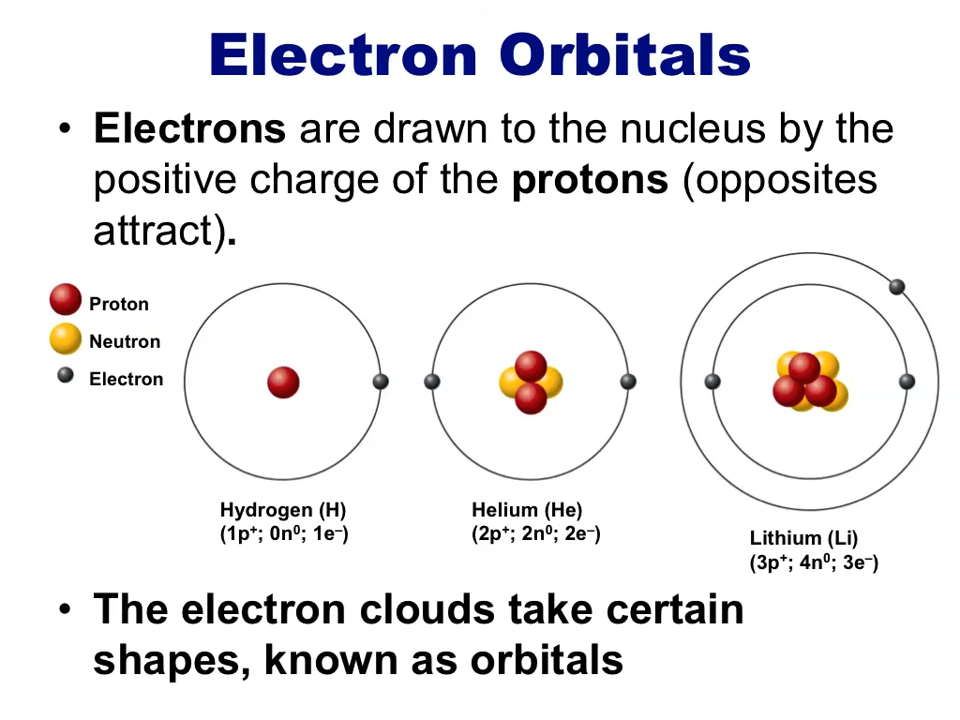 Electron Orbitals
• Electrons are drawn to the nucleus by the
positive charge of the protons (opposites
attract).
Proton
Neutron
Electron
Hydrogen (H)
(1p⁺; 0n⁰; 1e⁻)
Helium (He)
(2p⁺; 2n⁰; 2e⁻)
Lithium (Li)
(3p⁺; 4n⁰; 3e⁻)
• The electron clouds take certain
shapes, known as orbitals